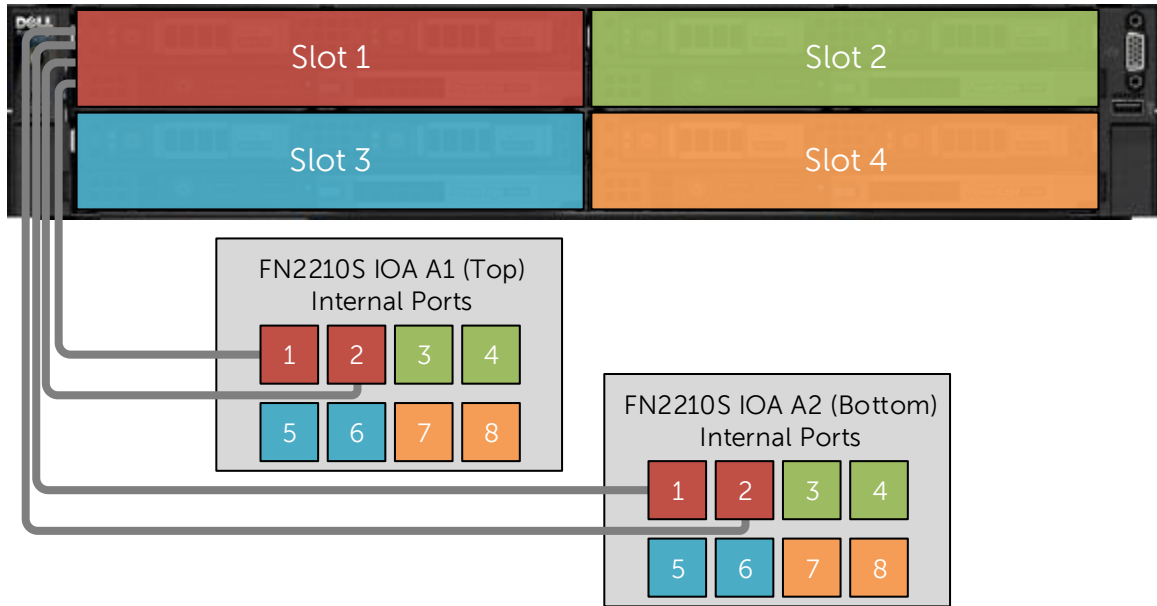 DELL
Slot 1
Slot 2
Slot 3
Slot 4
FN2210S IOA A1 (Top)
Internal Ports
1 2 3 4
5 6 7 8
FN2210S IOA A2 (Bottom)
Internal Ports
1 2 3 4
5 6 7 8